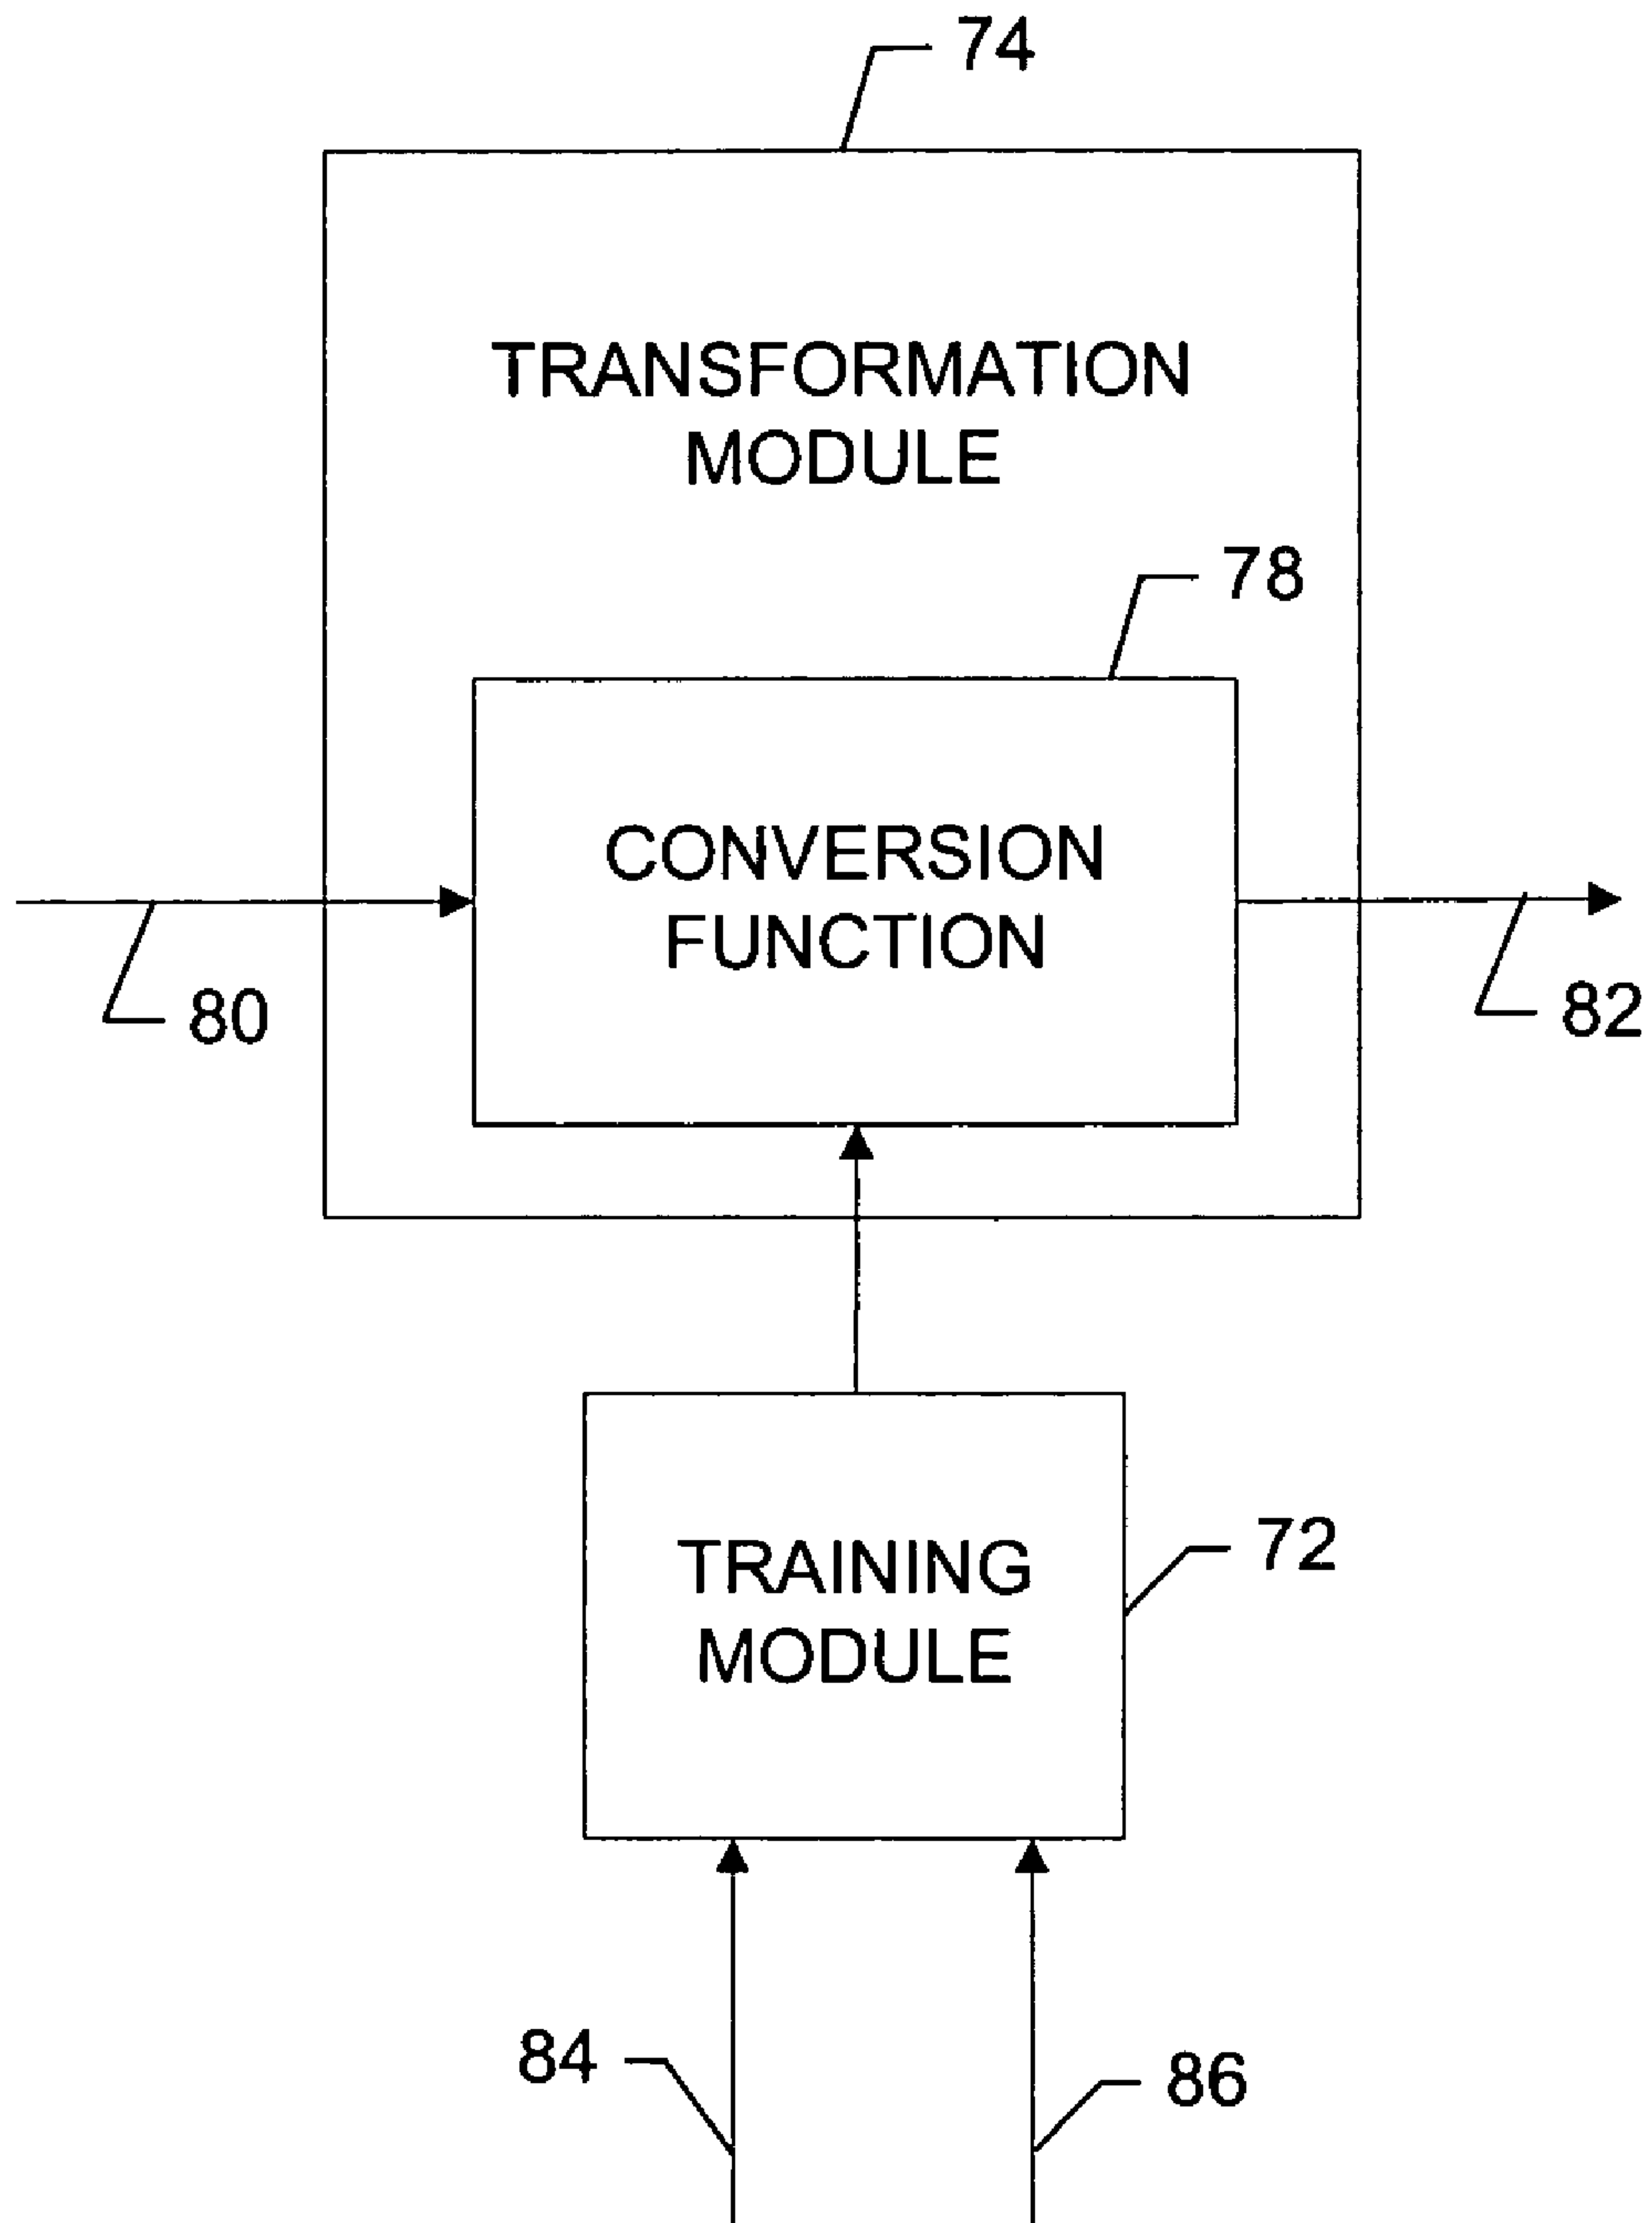 74
TRANSFORMATION
MODULE
78
CONVERSION
FUNCTION
80
82
TRAINING
MODULE
72
84
86